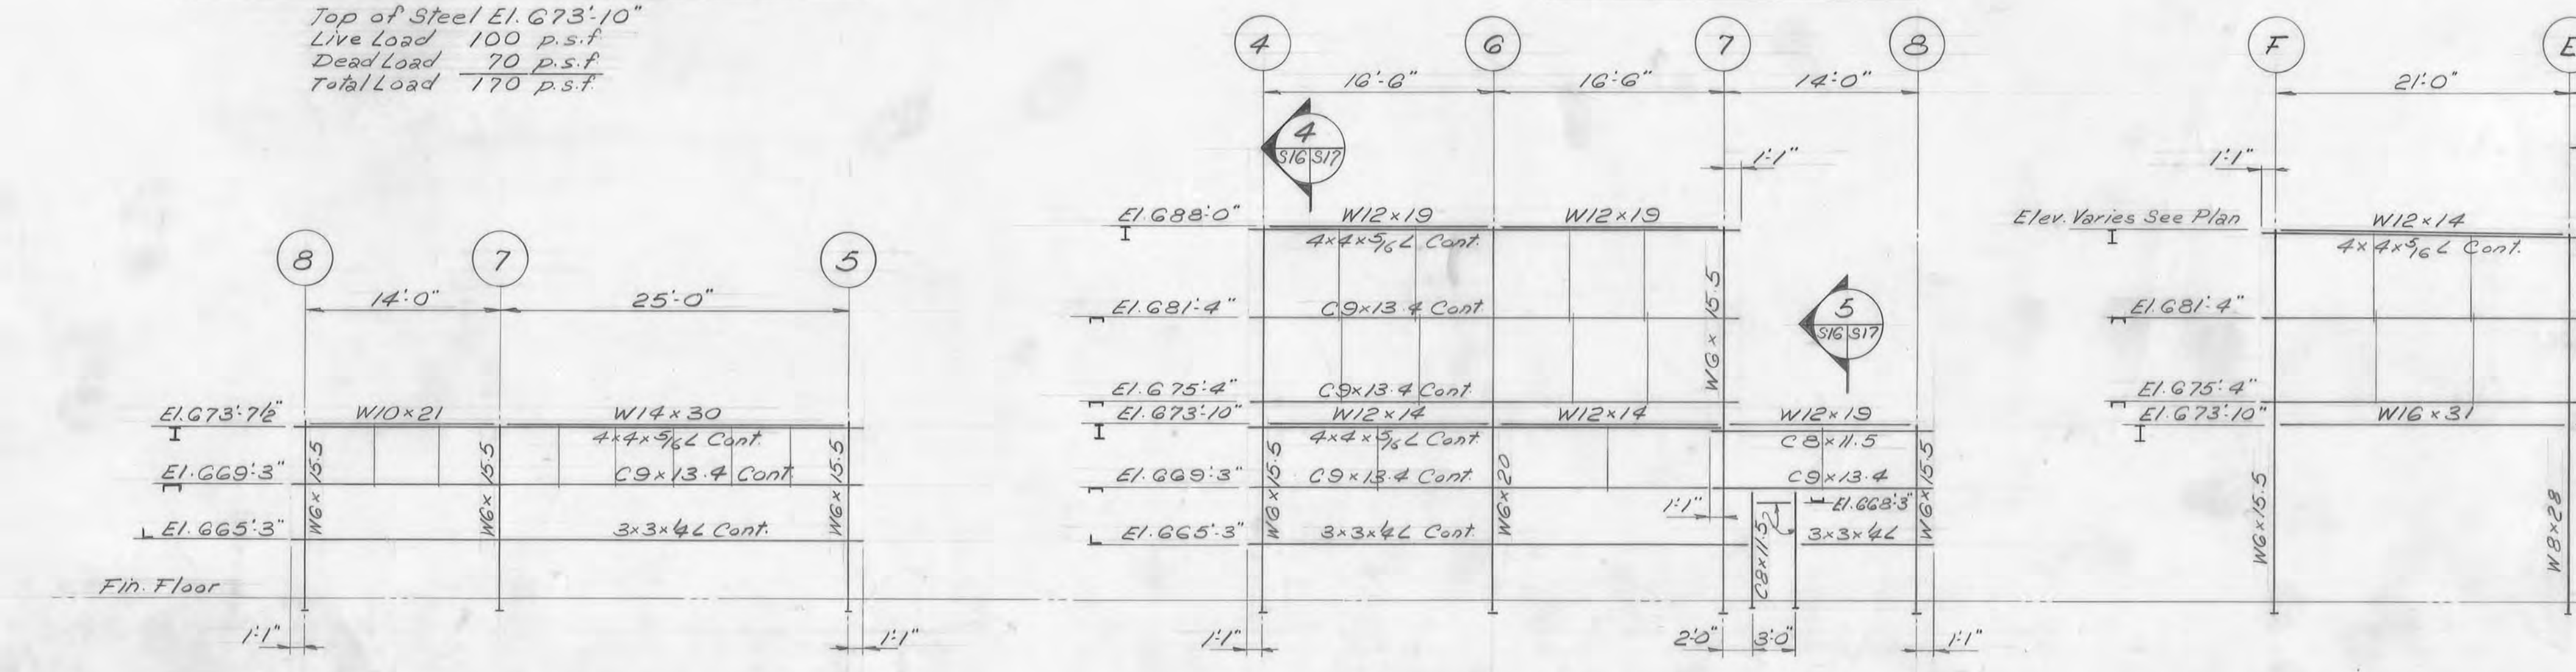 Top of Steel El. 673'-10"
Live Load 100 p.s.f.
Dead Load 70 p.s.f.
Total Load 170 p.s.f.
8 7 5
14'-0" 25'-0"
El. 673'-7½" W10×21 W14×30
4×4×5/16 L Cont.
El. 669'-3" C9×13.4 Cont.
El. 665'-3" 3×3×¼ L Cont.
W6×15.5 W6×15.5 W6×15.5
Fin. Floor
1'-1" 1'-1"
4 6 7 8
16'-6" 16'-6" 14'-0"
4
S16 S17
1'-1"
El. 688'-0" W12×19 W12×19
4×4×5/16 L Cont.
El. 681'-4" C9×13.4 Cont.
W6×15.5
5
S16 S17
El. 675'-4" C9×13.4 Cont.
El. 673'-10" W12×14 W12×14 W12×19
4×4×5/16 L Cont. C8×11.5
El. 669'-3" C9×13.4 Cont. C9×13.4
1'-1" El. 668'-3"
El. 665'-3" 3×3×¼ L Cont. 3×3×¼ L
W6×15.5 W6×20 C8×11.5 W6×15.5
1'-1" 2'-0" 3'-0" 1'-1"
F E
21'-0"
1'-1"
Elev. Varies See Plan W12×14
4×4×5/16 L Cont.
El. 681'-4"
El. 675'-4"
El. 673'-10" W16×31
W6×15.5 W8×28